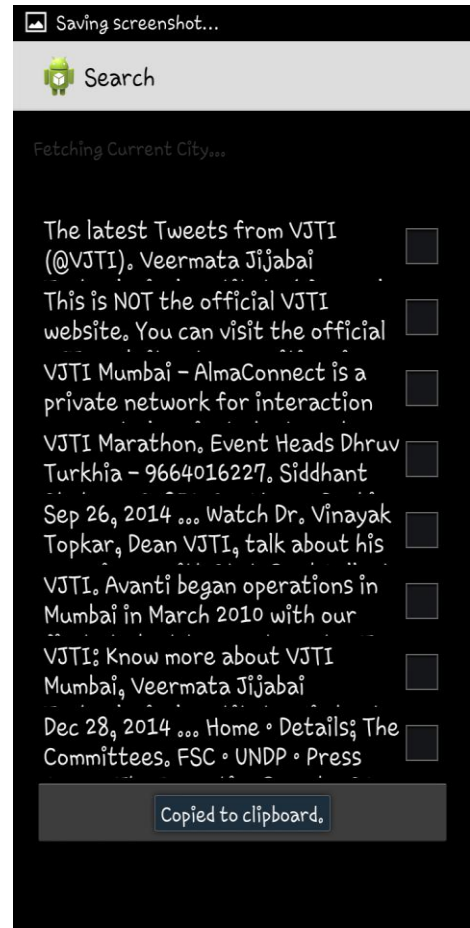 Saving screenshot...
Search
Fetching Current City...
The latest Tweets from VJTI
(@VJTI). Veermata Jijabai
This is NOT the official VJTI
website. You can visit the official
VJTI Mumbai - AlmaConnect is a
private network for interaction
VJTI Marathon. Event Heads Dhruv
Turkhia - 9664016227. Siddhant
Sep 26, 2014 ... Watch Dr. Vinayak
Topkar, Dean VJTI, talk about his
VJTI. Avanti began operations in
Mumbai in March 2010 with our
VJTI: Know more about VJTI
Mumbai, Veermata Jijabai
Dec 28, 2014 ... Home • Details; The
Committees. FSC • UNDP • Press
Copied to clipboard.